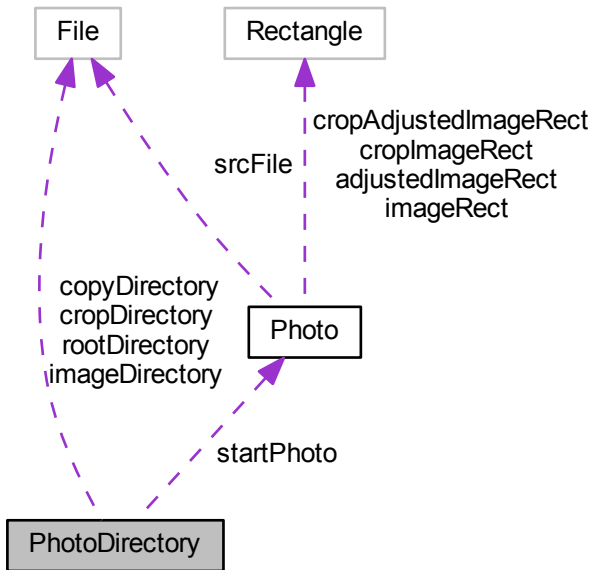 File
Rectangle
cropAdjustedImageRect
cropImageRect
adjustedImageRect
imageRect
srcFile
copyDirectory
cropDirectory
rootDirectory
imageDirectory
Photo
startPhoto
PhotoDirectory